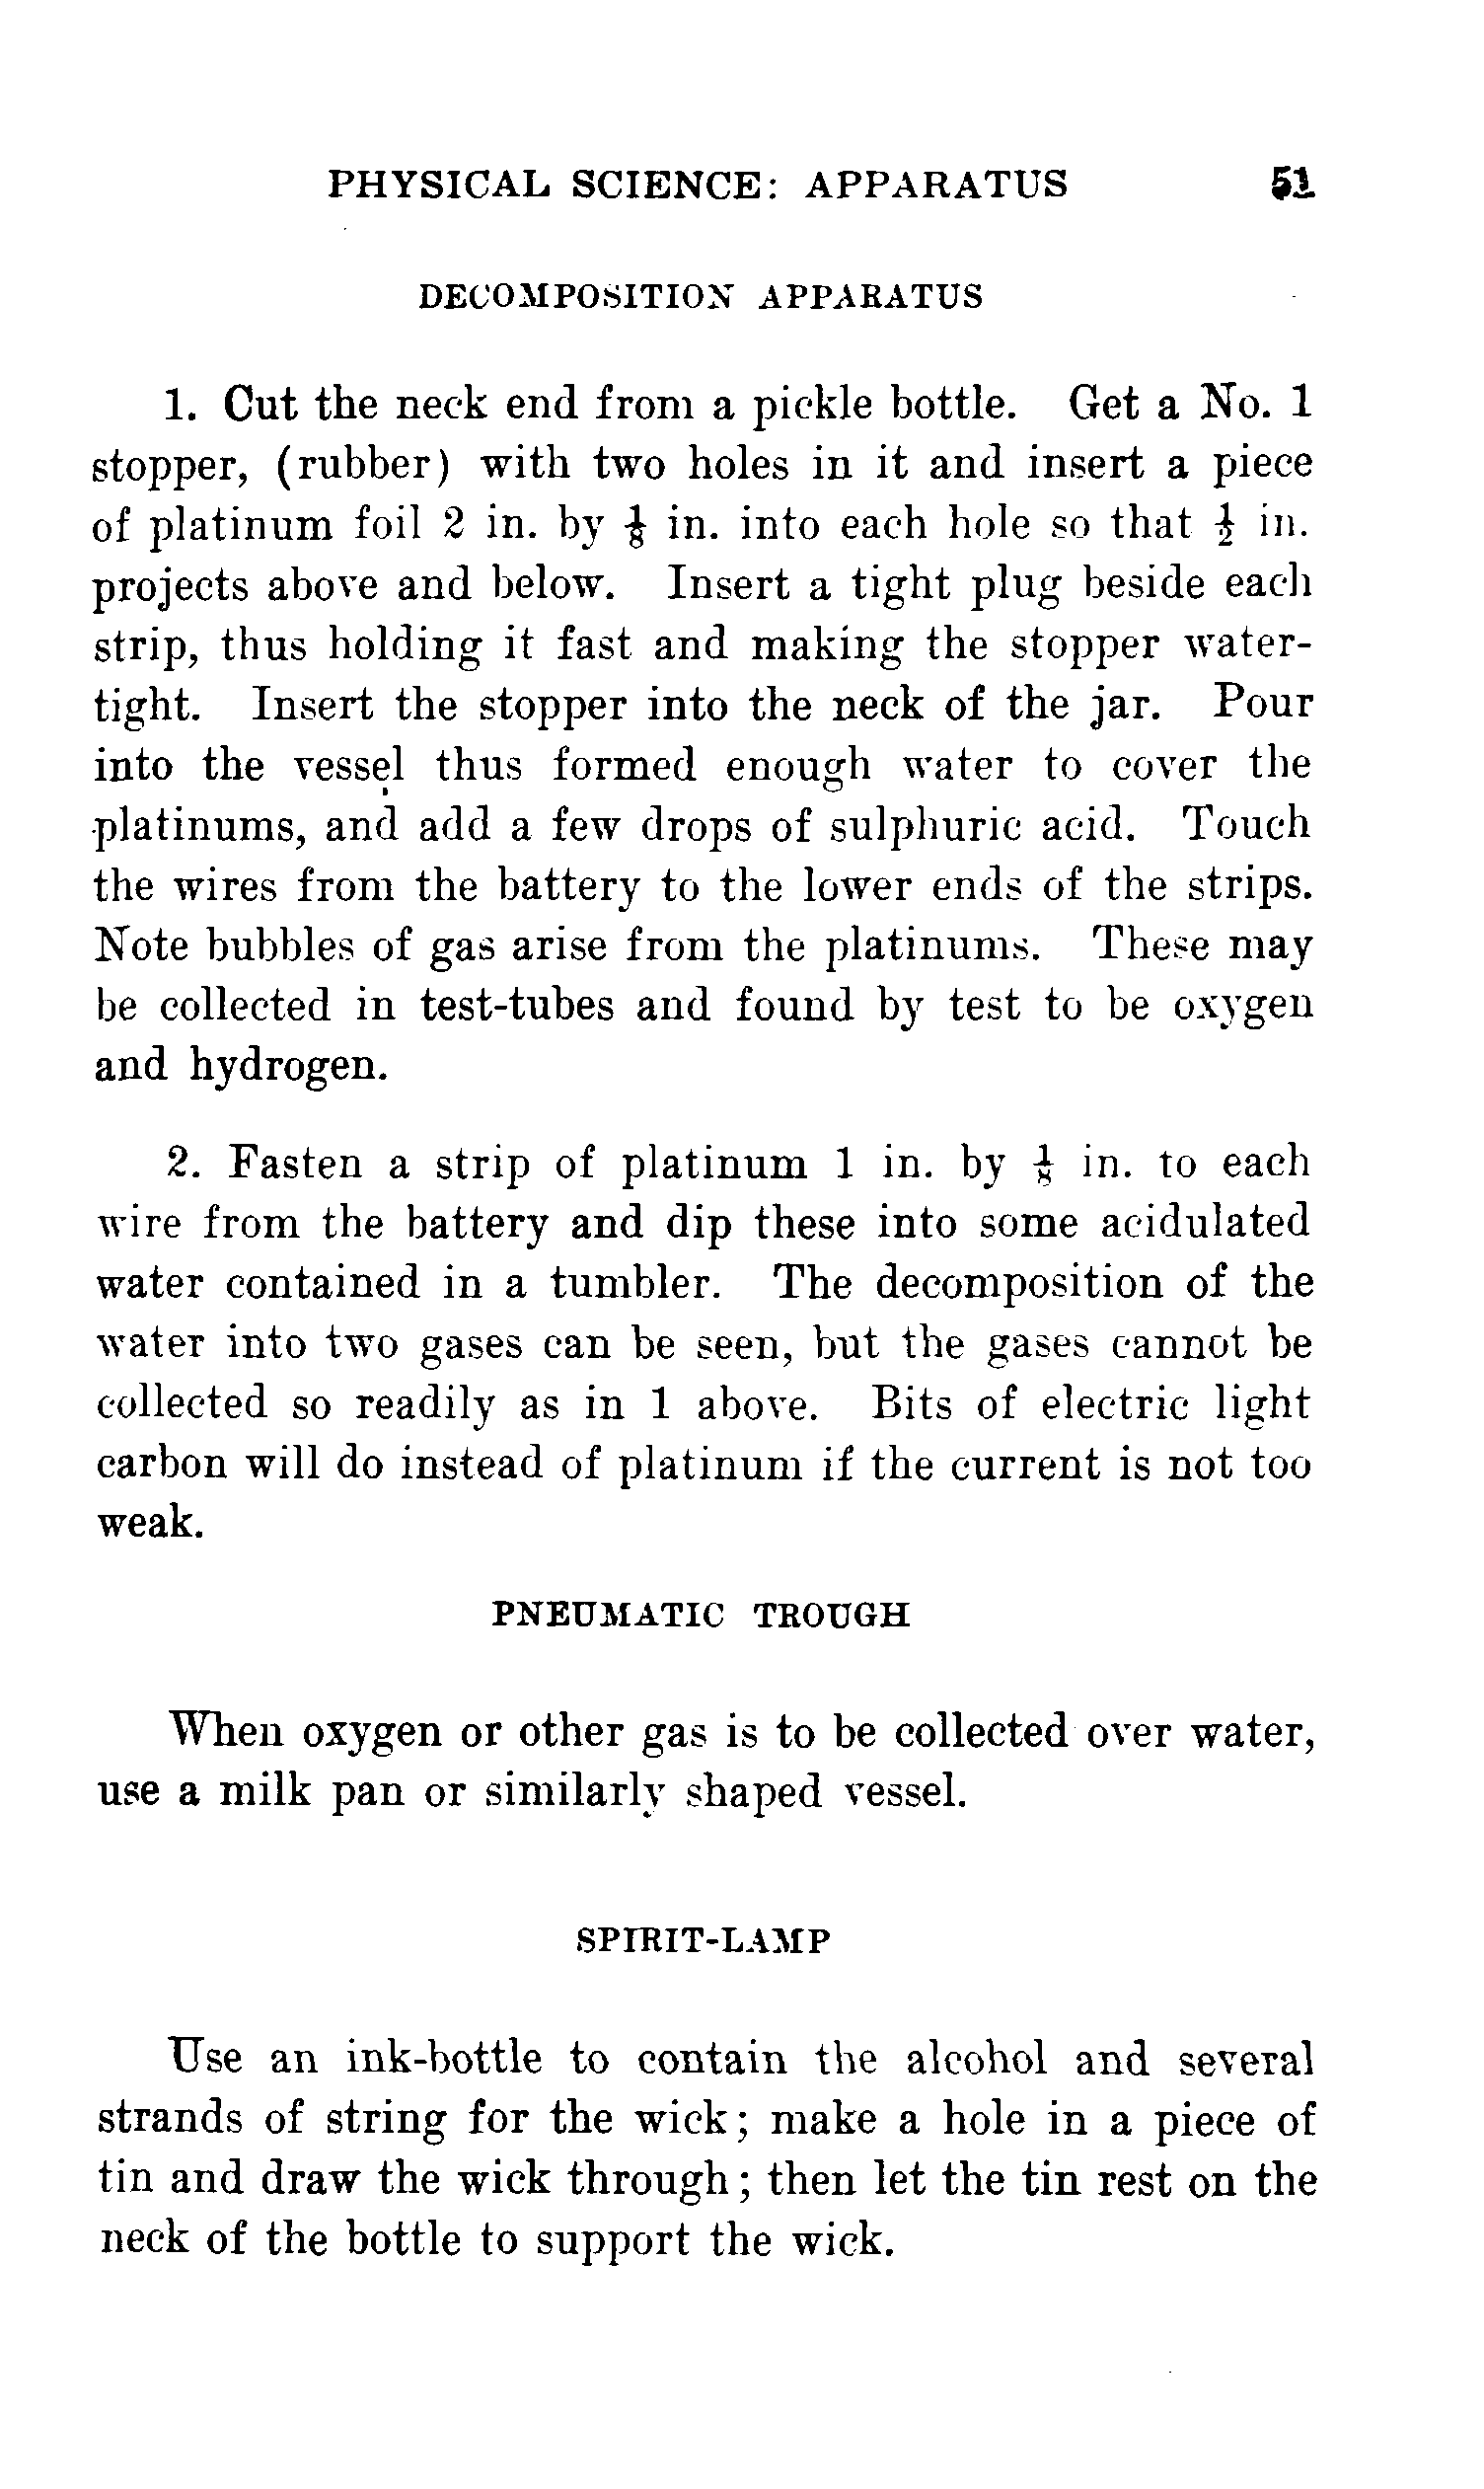 PHYSICAL SCIENCE: APPARATUS 51
DECOMPOSITION APPARATUS
1. Cut the neck end from a pickle bottle. Get a No. 1
stopper, (rubber) with two holes in it and insert a piece
of platinum foil 2 in. by ⅛ in. into each hole so that ½ in.
projects above and below. Insert a tight plug beside each
strip, thus holding it fast and making the stopper water-
tight. Insert the stopper into the neck of the jar. Pour
into the vessel thus formed enough water to cover the
platinums, and add a few drops of sulphuric acid. Touch
the wires from the battery to the lower ends of the strips.
Note bubbles of gas arise from the platinums. These may
be collected in test-tubes and found by test to be oxygen
and hydrogen.
2. Fasten a strip of platinum 1 in. by ⅛ in. to each
wire from the battery and dip these into some acidulated
water contained in a tumbler. The decomposition of the
water into two gases can be seen, but the gases cannot be
collected so readily as in 1 above. Bits of electric light
carbon will do instead of platinum if the current is not too
weak.
PNEUMATIC TROUGH
When oxygen or other gas is to be collected over water,
use a milk pan or similarly shaped vessel.
SPIRIT-LAMP
Use an ink-bottle to contain the alcohol and several
strands of string for the wick; make a hole in a piece of
tin and draw the wick through; then let the tin rest on the
neck of the bottle to support the wick.